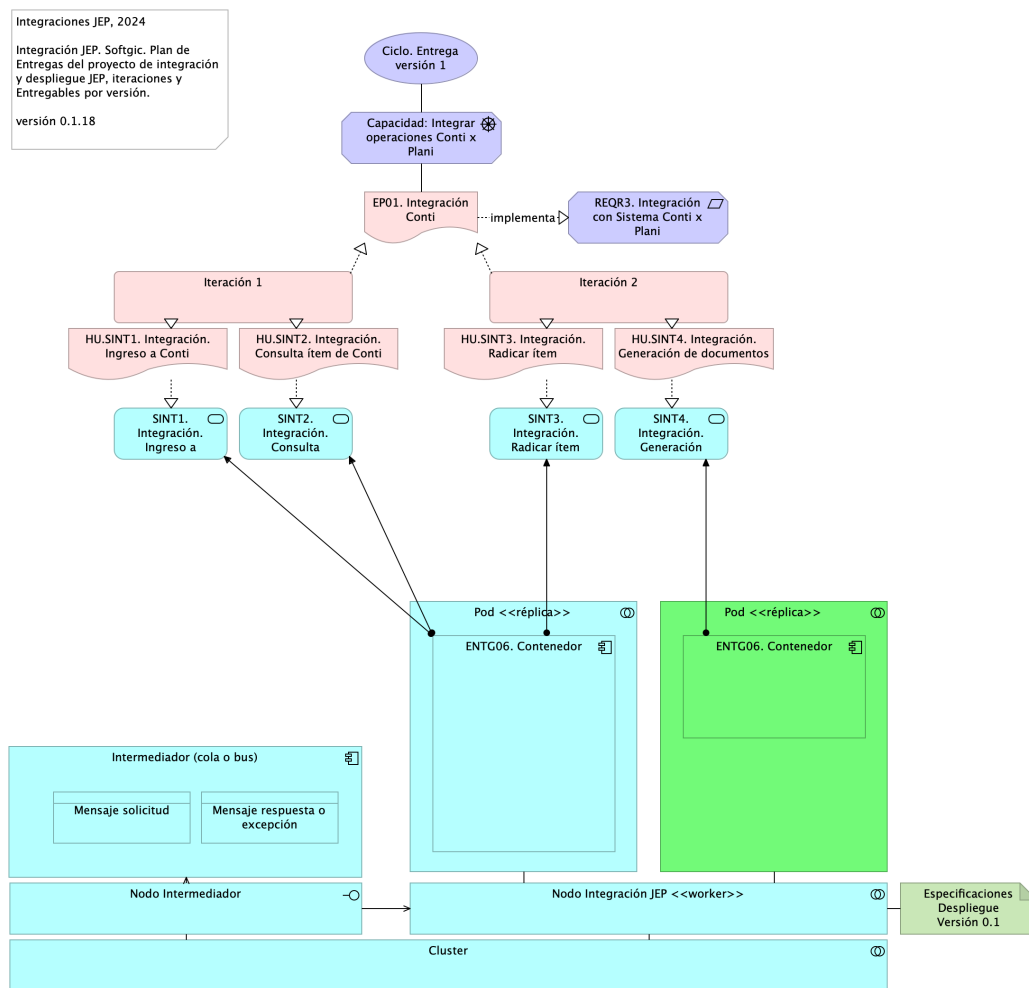 Integraciones JEP, 2024
Integración JEP. Softgic. Plan de
Entregas del proyecto de integración
y despliegue JEP, iteraciones y
Entregables por versión.
versión 0.1.18
Ciclo. Entrega
versión 1
Capacidad: Integrar
operaciones Conti x
Plani
EP01. Integración
Conti
implementa
REQR3. Integración
con Sistema Conti x
Plani
Iteración 1
Iteración 2
HU.SINT1. Integración.
Ingreso a Conti
HU.SINT2. Integración.
Consulta ítem de Conti
HU.SINT3. Integración.
Radicar ítem
HU.SINT4. Integración.
Generación de documentos
SINT1.
Integración.
Ingreso a
SINT2.
Integración.
Consulta
SINT3.
Integración.
Radicar ítem
SINT4.
Integración.
Generación
Pod <<réplica>>
ENTG06. Contenedor
Pod <<réplica>>
ENTG06. Contenedor
Intermediador (cola o bus)
Mensaje solicitud
Mensaje respuesta o
excepción
Nodo Intermediador
Nodo Integración JEP <<worker>>
Especificaciones
Despliegue
Versión 0.1
Cluster